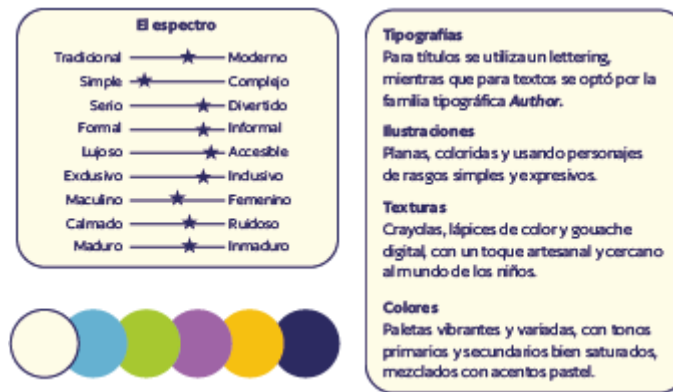 El espectro
Tradicional Moderno
Simple Complejo
Serio Divertido
Formal Informal
Lujoso Accesible
Exclusivo Inclusivo
Maculino Femenino
Calmado Ruidoso
Maduro Inmaduro
Tipografías
Para títulos se utiliza un lettering,
mientras que para textos se optó por la
familia tipográfica Author.
Ilustraciones
Planas, coloridas y usando personajes
de rasgos simples y expresivos.
Texturas
Crayolas, lápices de color y gouache
digital, con un toque artesanal y cercano
al mundo de los niños.
Colores
Paletas vibrantes y variadas, con tonos
primarios y secundarios bien saturados,
mezclados con acentos pastel.